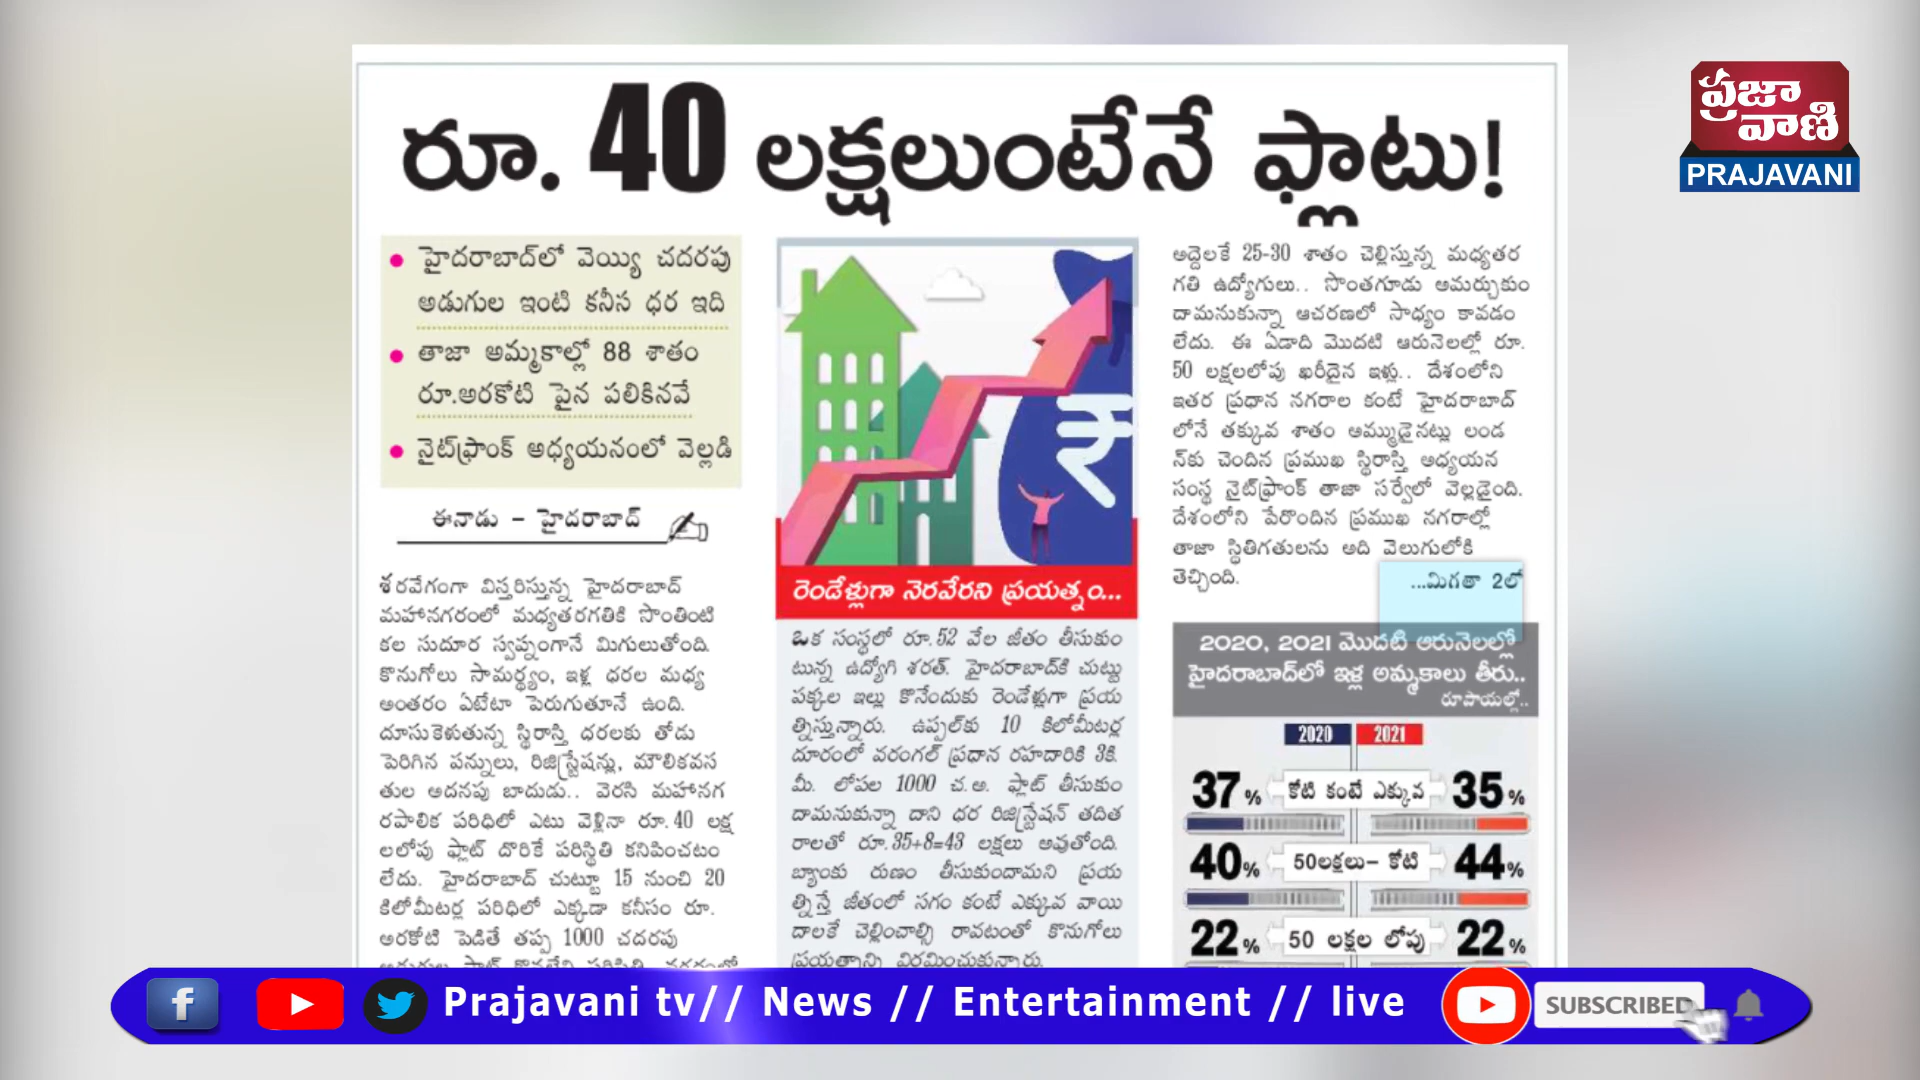 రూ. 40 లక్షలుంటేనే ఫ్లాటు!
ప్రజా
వాణి
PRAJAVANI
• హైదరాబాద్‌లో వెయ్యి చదరపు
అడుగుల ఇంటి కనీస ధర ఇది
• తాజా అమ్మకాల్లో 88 శాతం
రూ.అరకోటి పైన పలికినవే
• నైట్‌ఫ్రాంక్ అధ్యయనంలో వెల్లడి
ఈనాడు - హైదరాబాద్
శరవేగంగా విస్తరిస్తున్న హైదరాబాద్
మహానగరంలో మధ్యతరగతికి సొంతింటి
కల సుదూర స్వప్నంగానే మిగులుతోంది.
కొనుగోలు సామర్థ్యం, ఇళ్ల ధరల మధ్య
అంతరం ఏటేటా పెరుగుతూనే ఉంది.
దూసుకెళుతున్న స్థిరాస్తి ధరలకు తోడు
పెరిగిన పన్నులు, రిజిస్ట్రేషన్లు, మౌలికవస
తుల అదనపు బాదుడు.. వెరసి మహానగ
రపాలిక పరిధిలో ఎటు వెళ్లినా రూ.40 లక్ష
లలోపు ఫ్లాట్ దొరికే పరిస్థితి కనిపించటం
లేదు. హైదరాబాద్ చుట్టూ 15 నుంచి 20
కిలోమీటర్ల పరిధిలో ఎక్కడా కనీసం రూ.
అరకోటి పెడితే తప్ప 1000 చదరపు
అడుగుల ఫ్లాట్ కొనలేని పరిస్థితి. నగరంలో
రెండేళ్లుగా నెరవేరని ప్రయత్నం...
ఒక సంస్థలో రూ.52 వేల జీతం తీసుకుం
టున్న ఉద్యోగి శరత్. హైదరాబాద్‌కి చుట్టు
పక్కల ఇల్లు కొనేందుకు రెండేళ్లుగా ప్రయ
త్నిస్తున్నారు. ఉప్పల్‌కు 10 కిలోమీటర్ల
దూరంలో వరంగల్ ప్రధాన రహదారికి 3కి.
మీ. లోపల 1000 చ.అ. ఫ్లాట్ తీసుకుం
దామనుకున్నా దాని ధర రిజిస్ట్రేషన్ తదిత
రాలతో రూ.35+8=43 లక్షలు అవుతోంది.
బ్యాంకు రుణం తీసుకుందామని ప్రయ
త్నిస్తే జీతంలో సగం కంటే ఎక్కువ వాయి
దాలకే చెల్లించాల్సి రావటంతో కొనుగోలు
ప్రయత్నాన్ని విరమించుకున్నారు.
అద్దెలకే 25-30 శాతం చెల్లిస్తున్న మధ్యతర
గతి ఉద్యోగులు.. సొంతగూడు అమర్చుకుం
దామనుకున్నా ఆచరణలో సాధ్యం కావడం
లేదు. ఈ ఏడాది మొదటి ఆరునెలల్లో రూ.
50 లక్షలలోపు ఖరీదైన ఇళ్లు.. దేశంలోని
ఇతర ప్రధాన నగరాల కంటే హైదరాబాద్
లోనే తక్కువ శాతం అమ్ముడైనట్లు లండ
న్‌కు చెందిన ప్రముఖ స్థిరాస్తి అధ్యయన
సంస్థ నైట్‌ఫ్రాంక్ తాజా సర్వేలో వెల్లడైంది.
దేశంలోని పేరొందిన ప్రముఖ నగరాల్లో
తాజా స్థితిగతులను అది వెలుగులోకి
తెచ్చింది.
...మిగతా 2లో
2020, 2021 మొదటి ఆరునెలల్లో
హైదరాబాద్‌లో ఇళ్ల అమ్మకాలు తీరు..
రూపాయల్లో..
2020 2021
37% కోటి కంటే ఎక్కువ 35%
40% 50లక్షలు- కోటి 44%
22% 50 లక్షల లోపు 22%
Prajavani tv// News // Entertainment // live
SUBSCRIBED